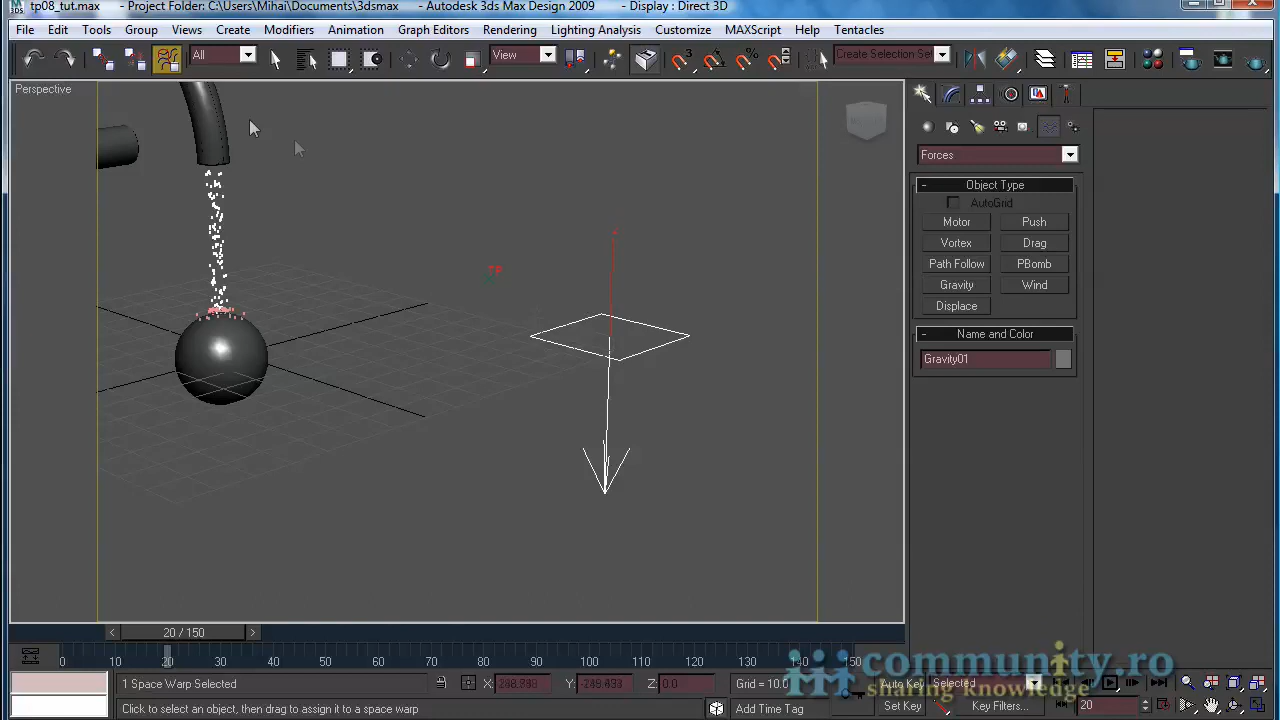 tp08_tut.max - Project Folder: C:\Users\Mihai\Documents\3dsmax - Autodesk 3ds Max Design 2009 - Display : Direct 3D
File Edit Tools Group Views Create Modifiers Animation Graph Editors Rendering Lighting Analysis Customize MAXScript Help Tentacles
All View Create Selection Set
Perspective
Forces
- Object Type
AutoGrid
Motor Push
Vortex Drag
Path Follow PBomb
Gravity Wind
Displace
- Name and Color
Gravity01
< 20 / 150 >
0 10 20 30 40 50 60 70 80 90 100 110 120 130 140 150
1 Space Warp Selected X: Y: Z: 0.0 Grid = 10.0 Auto Key Selected
Click to select an object, then drag to assign it to a space warp Add Time Tag Set Key Key Filters... 20
community.ro
sharing knowledge